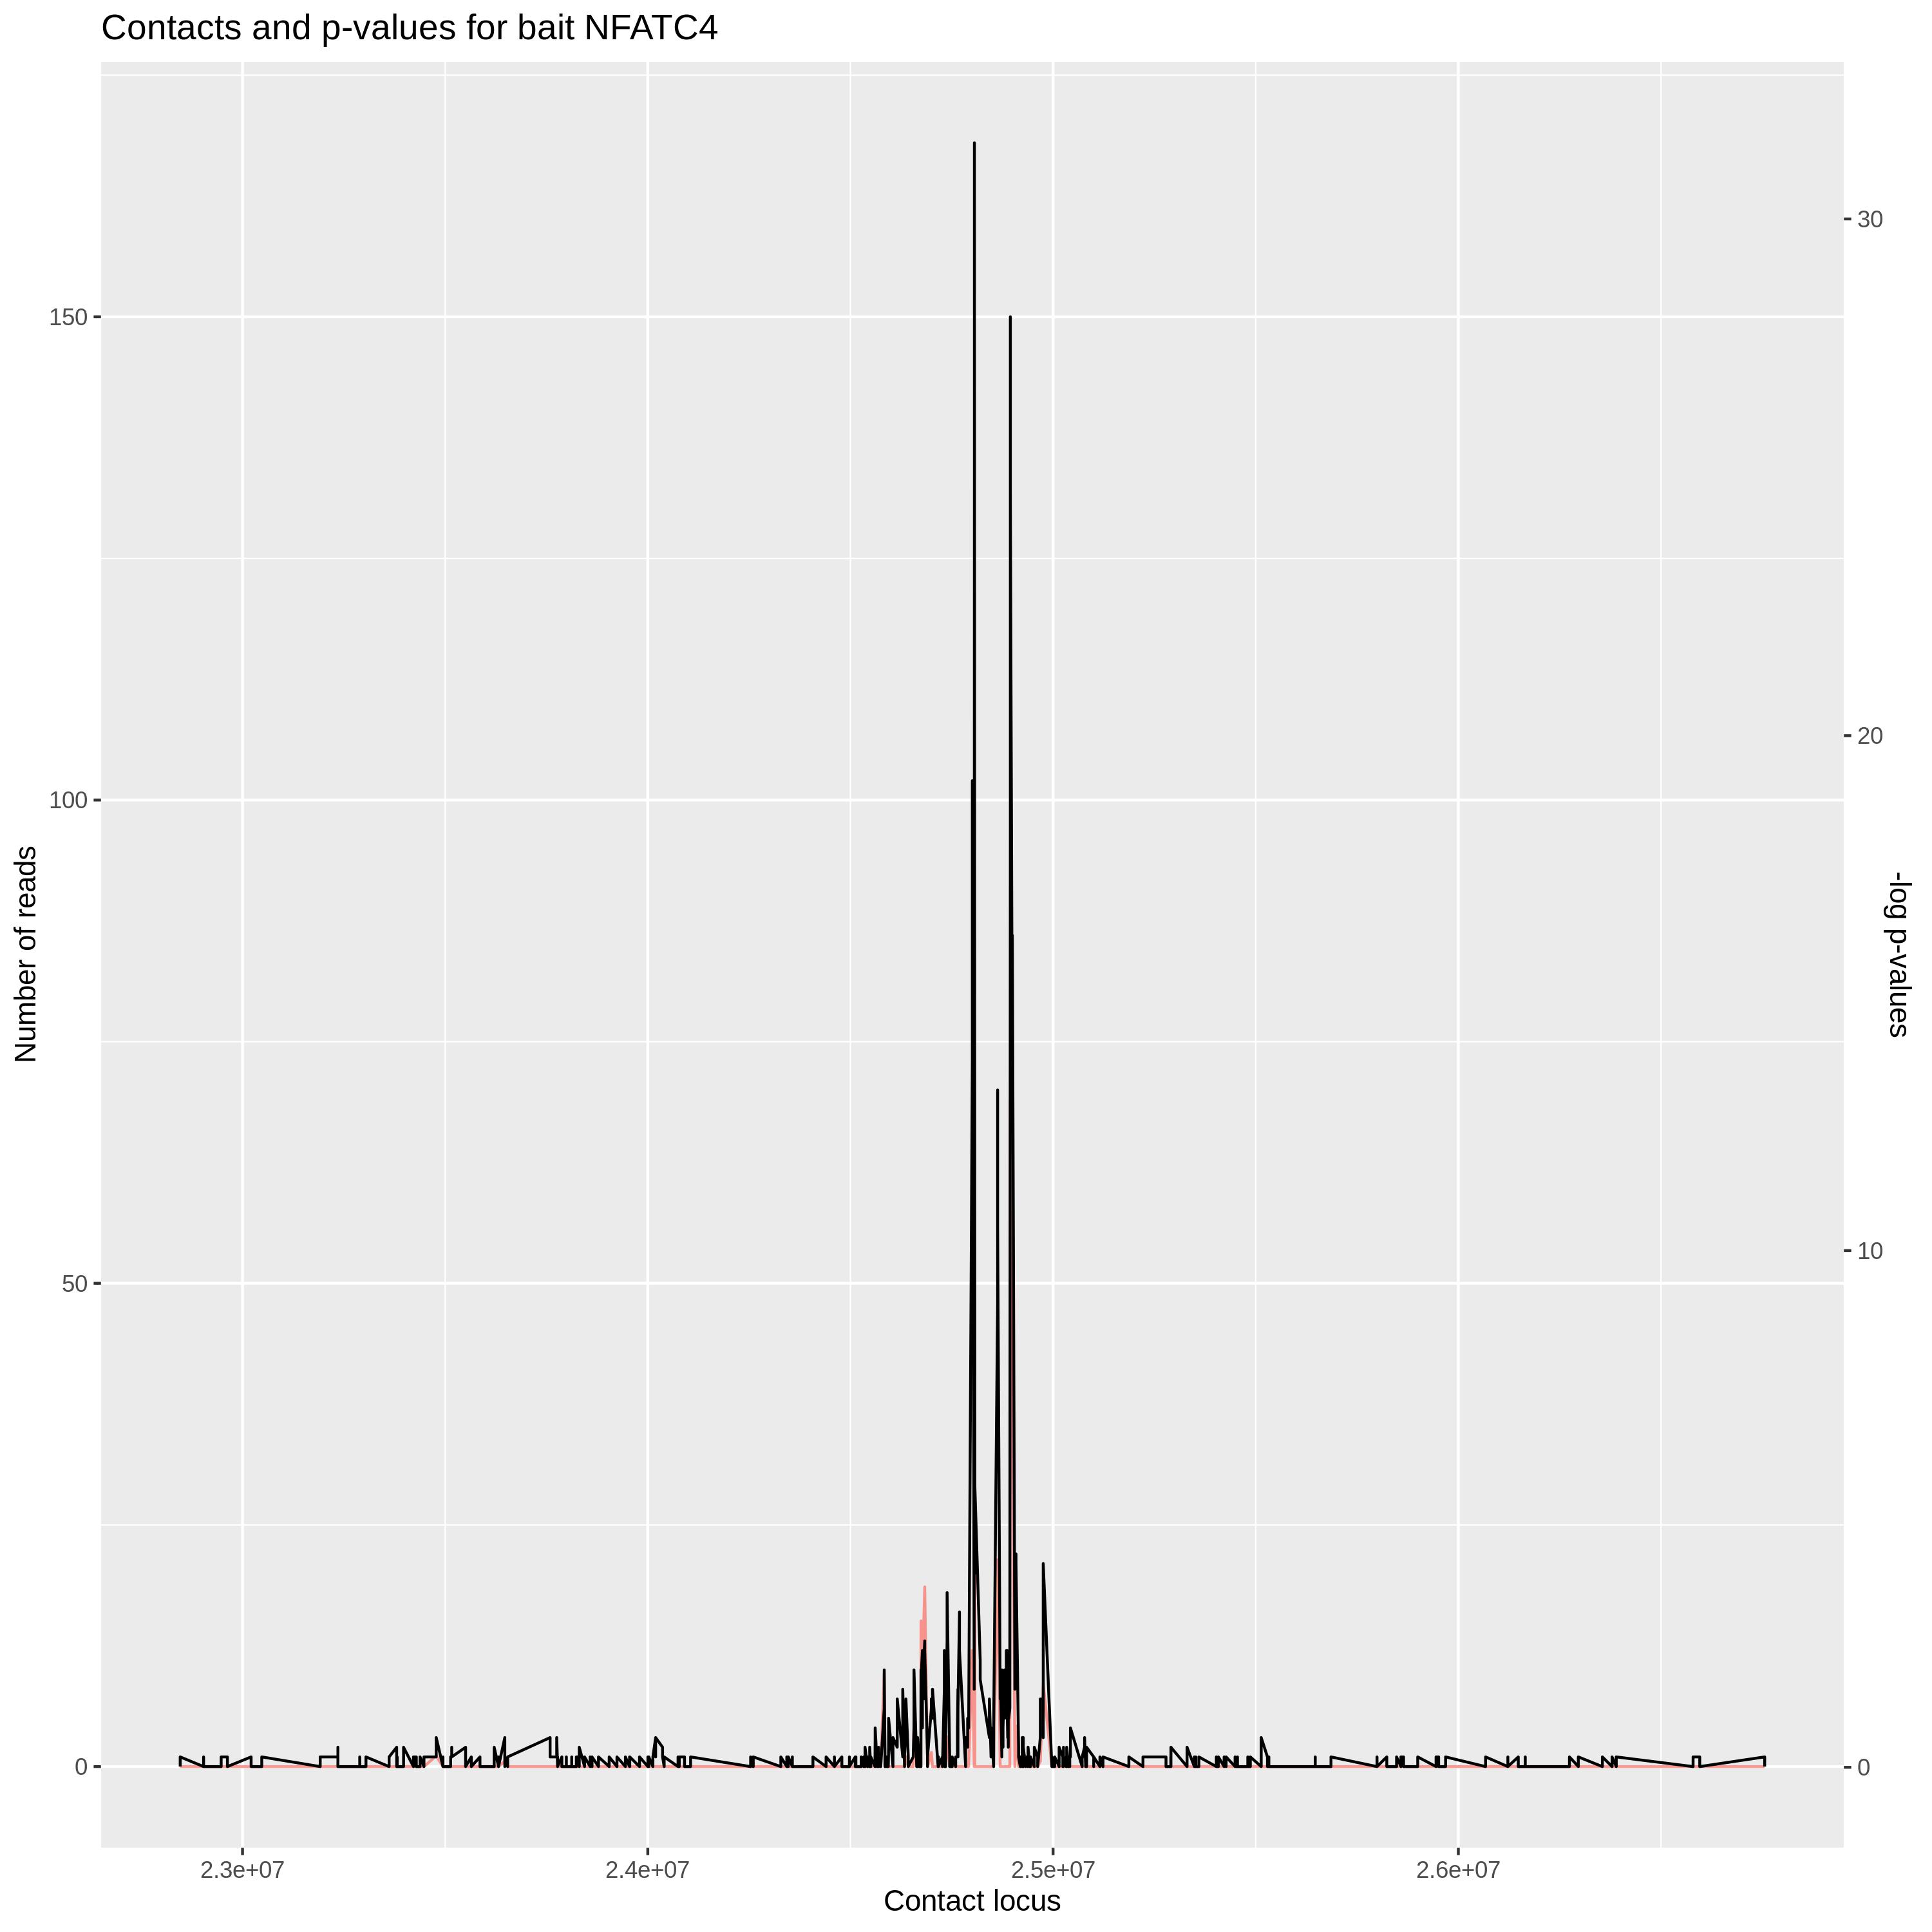 Contacts and p-values for bait NFATC4
150
100
50
0
Number of reads
30
20
10
0
-log p-values
2.3e+07 2.4e+07 2.5e+07 2.6e+07
Contact locus